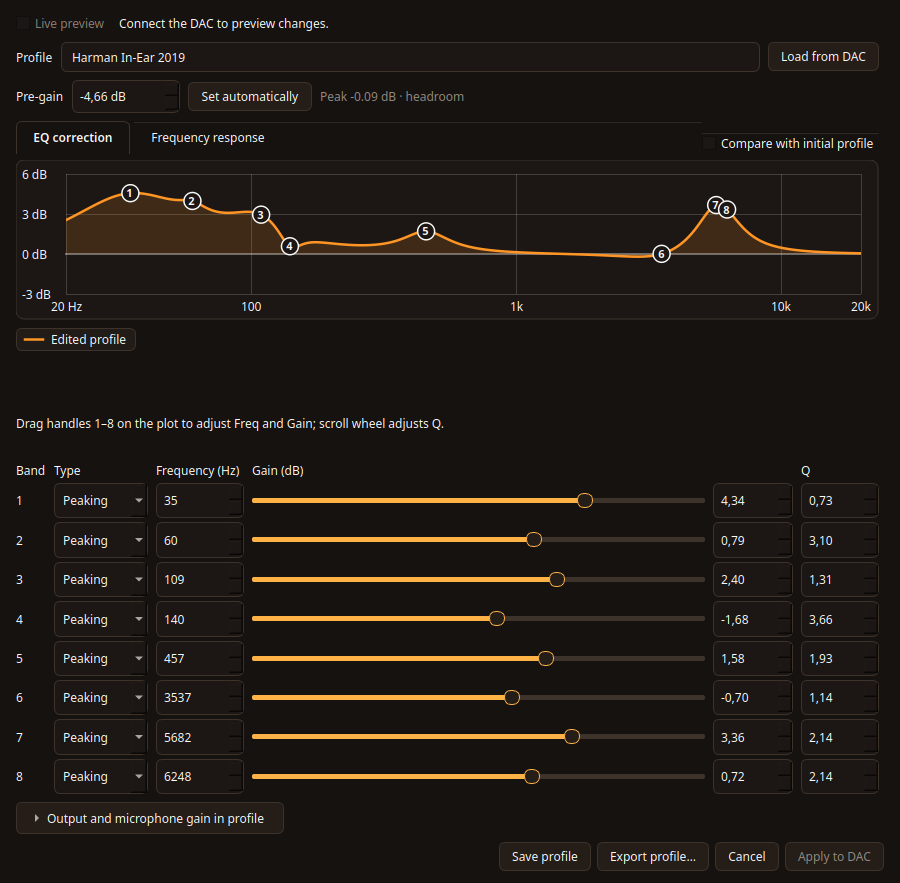 Live preview Connect the DAC to preview changes.
Profile Harman In-Ear 2019 Load from DAC
Pre-gain -4,66 dB Set automatically Peak -0.09 dB · headroom
EQ correction Frequency response Compare with initial profile
6 dB
3 dB
0 dB
-3 dB
1 2 3 4 5 6 7 8
20 Hz 100 1k 10k 20k
Edited profile
Drag handles 1–8 on the plot to adjust Freq and Gain; scroll wheel adjusts Q.
Band Type Frequency (Hz) Gain (dB) Q
1 Peaking 35 4,34 0,73
2 Peaking 60 0,79 3,10
3 Peaking 109 2,40 1,31
4 Peaking 140 -1,68 3,66
5 Peaking 457 1,58 1,93
6 Peaking 3537 -0,70 1,14
7 Peaking 5682 3,36 2,14
8 Peaking 6248 0,72 2,14
Output and microphone gain in profile
Save profile Export profile... Cancel Apply to DAC